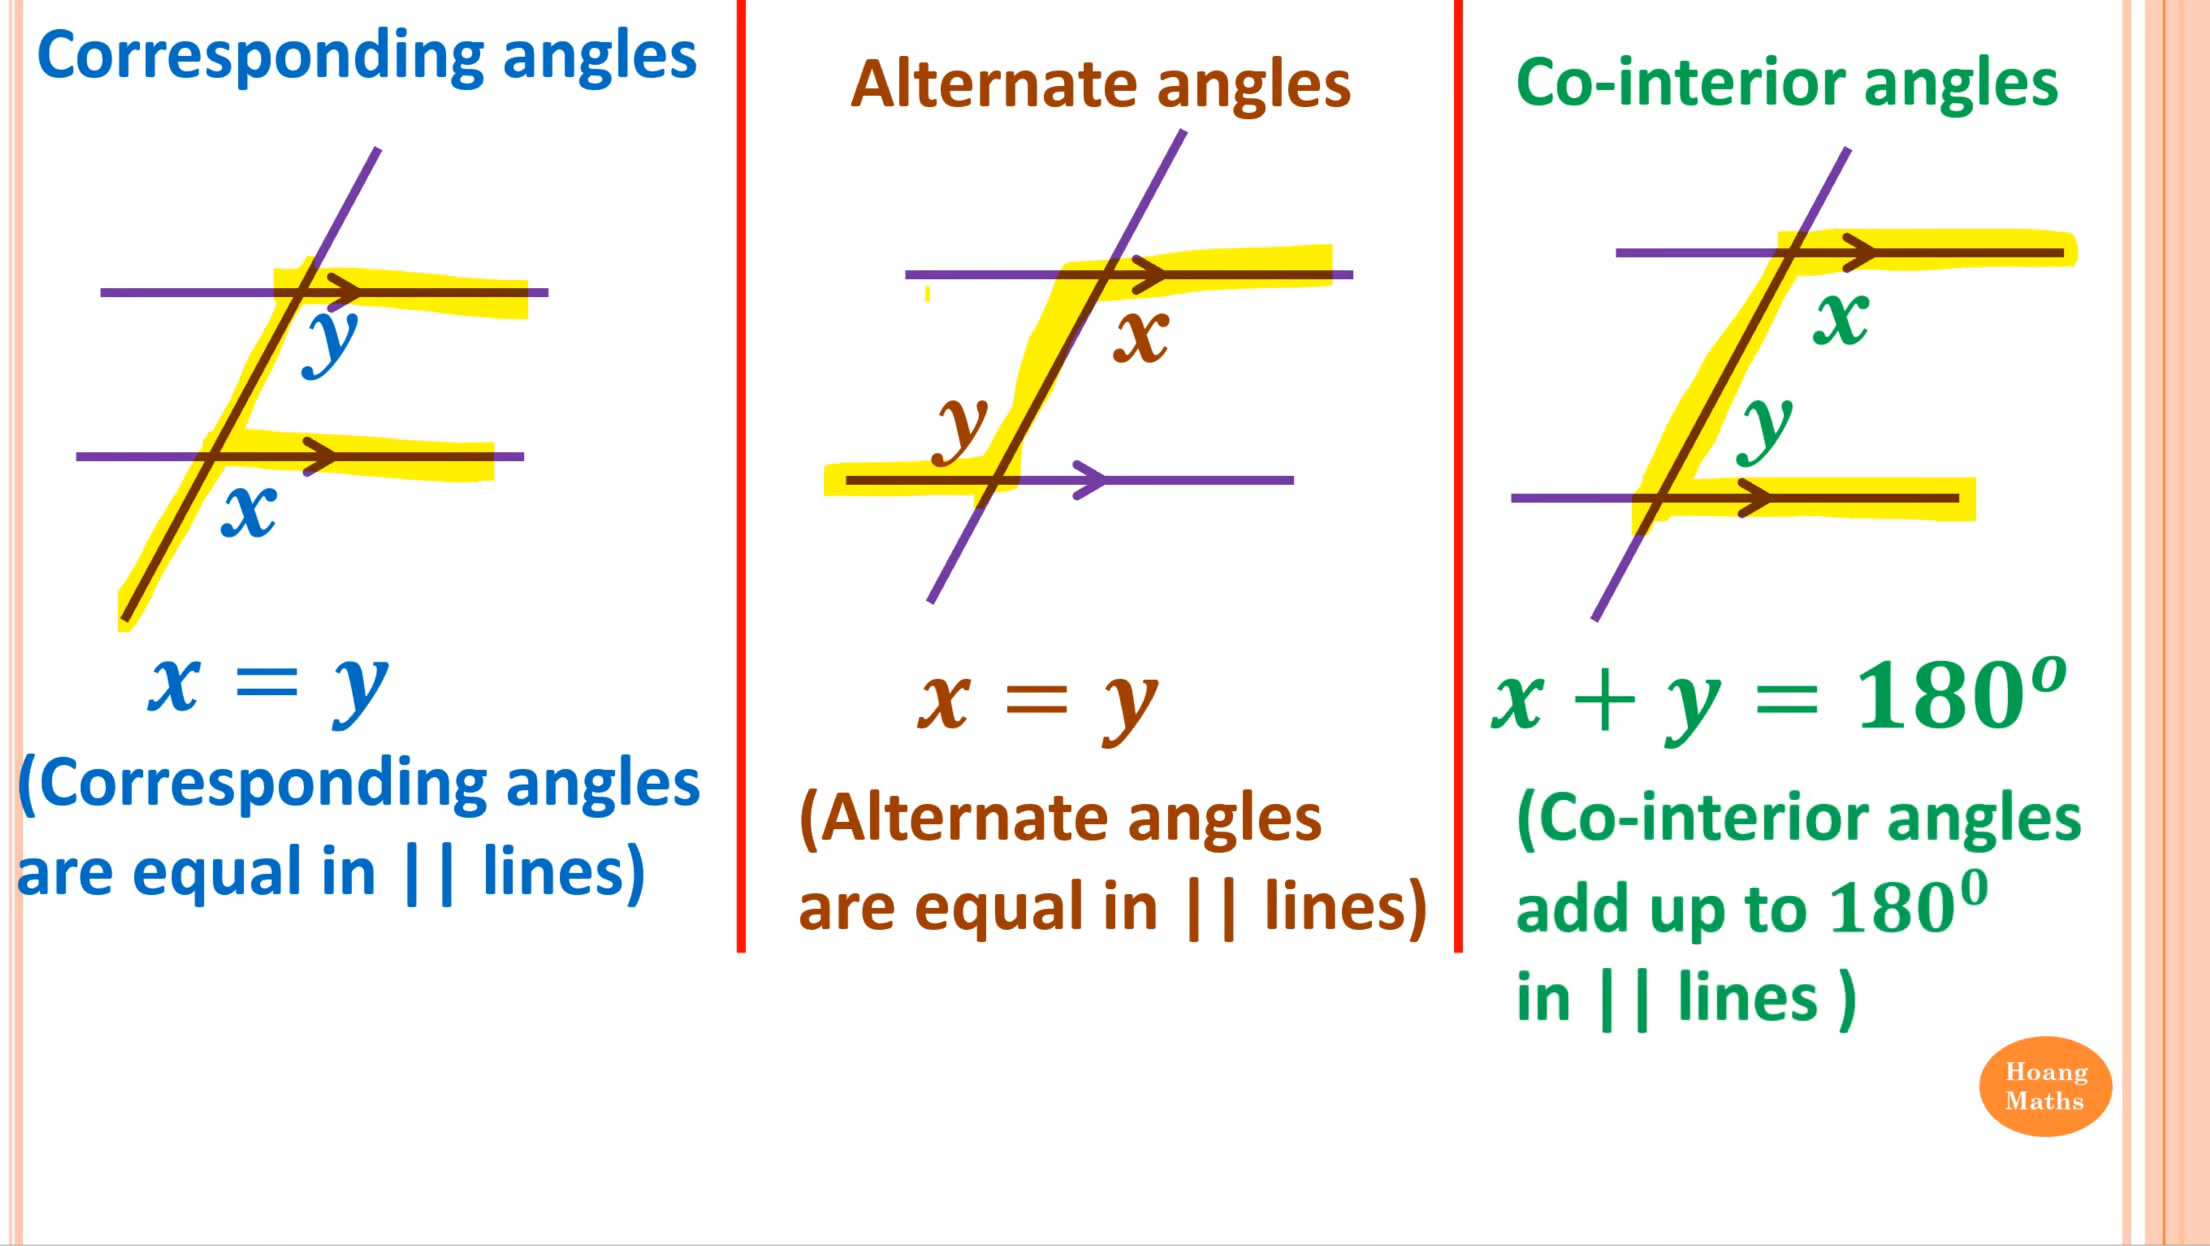 Corresponding angles
y
x
x = y
(Corresponding angles
are equal in || lines)
Alternate angles
x
y
x = y
(Alternate angles
are equal in || lines)
Co-interior angles
x
y
x + y = 180°
(Co-interior angles
add up to 180⁰
in || lines )
Hoang
Maths